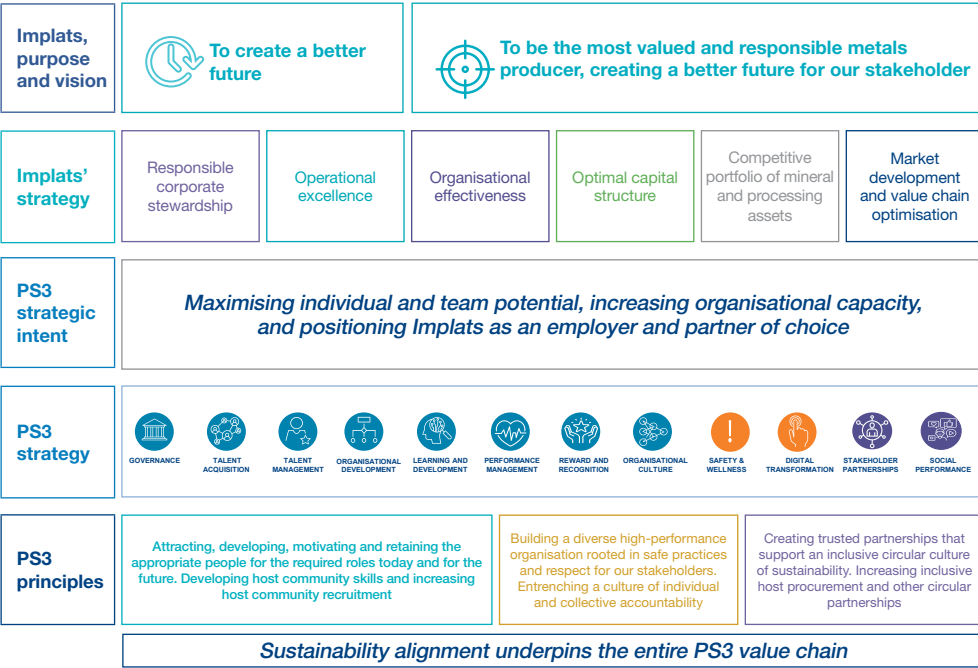 Implats,
purpose
and vision
To create a better
future
To be the most valued and responsible metals
producer, creating a better future for our stakeholder
Implats'
strategy
Responsible
corporate
stewardship
Operational
excellence
Organisational
effectiveness
Optimal capital
structure
Competitive
portfolio of mineral
and processing
assets
Market
development
and value chain
optimisation
PS3
strategic
intent
Maximising individual and team potential, increasing organisational capacity,
and positioning Implats as an employer and partner of choice
PS3
strategy
GOVERNANCE
TALENT
ACQUISITION
TALENT
MANAGEMENT
ORGANISATIONAL
DEVELOPMENT
LEARNING AND
DEVELOPMENT
PERFORMANCE
MANAGEMENT
REWARD AND
RECOGNITION
ORGANISATIONAL
CULTURE
SAFETY &
WELLNESS
DIGITAL
TRANSFORMATION
STAKEHOLDER
PARTNERSHIPS
SOCIAL
PERFORMANCE
PS3
principles
Attracting, developing, motivating and retaining the
appropriate people for the required roles today and for the
future. Developing host community skills and increasing
host community recruitment
Building a diverse high-performance
organisation rooted in safe practices
and respect for our stakeholders.
Entrenching a culture of individual
and collective accountability
Creating trusted partnerships that
support an inclusive circular culture
of sustainability. Increasing inclusive
host procurement and other circular
partnerships
Sustainability alignment underpins the entire PS3 value chain